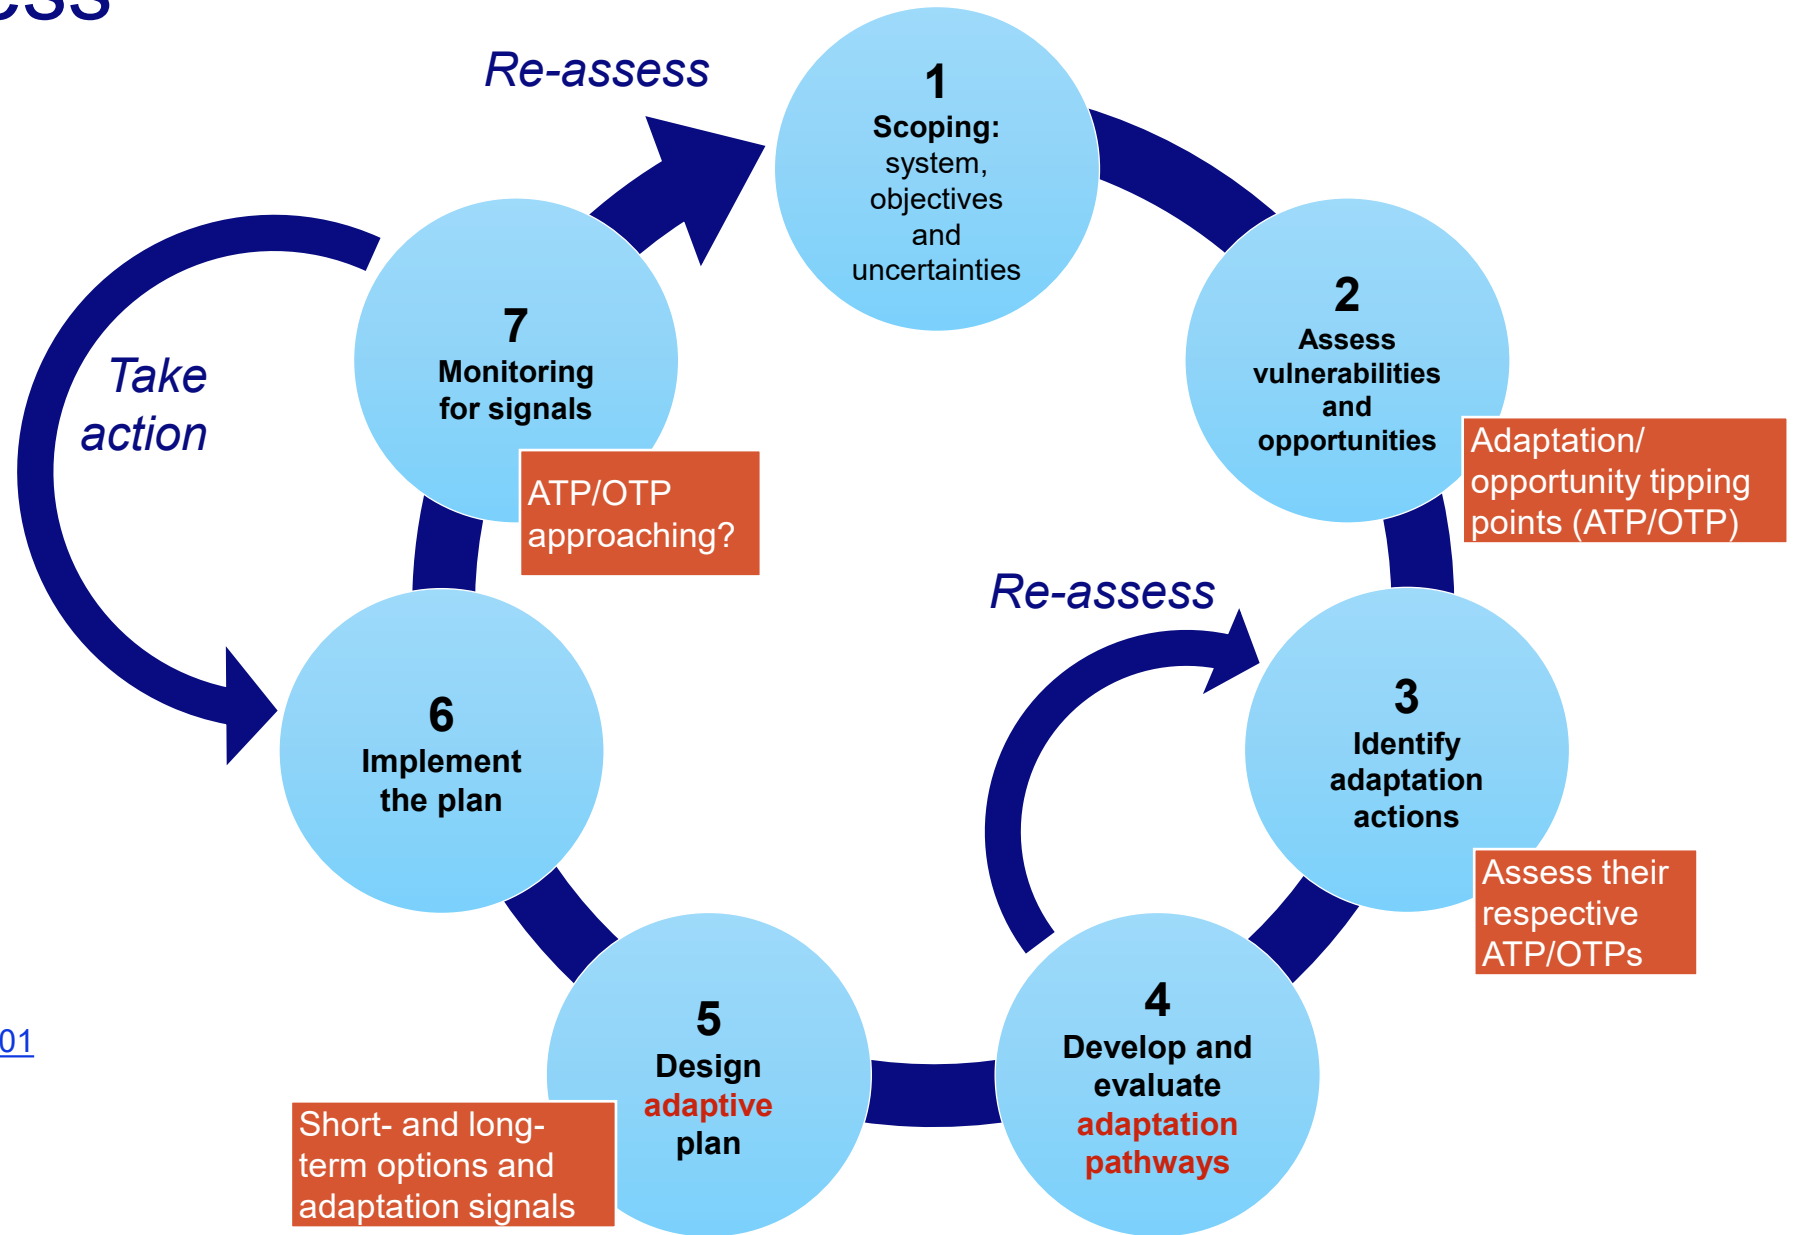 Re-assess
1
Scoping:
system,
objectives
and
uncertainties
2
Assess
vulnerabilities
and
opportunities
Adaptation/
opportunity tipping
points (ATP/OTP)
Re-assess
3
Identify
adaptation
actions
Assess their
respective
ATP/OTPs
4
Develop and
evaluate
adaptation
pathways
5
Design
adaptive
plan
Short- and long-
term options and
adaptation signals
6
Implement
the plan
7
Monitoring
for signals
ATP/OTP
approaching?
Take
action
01